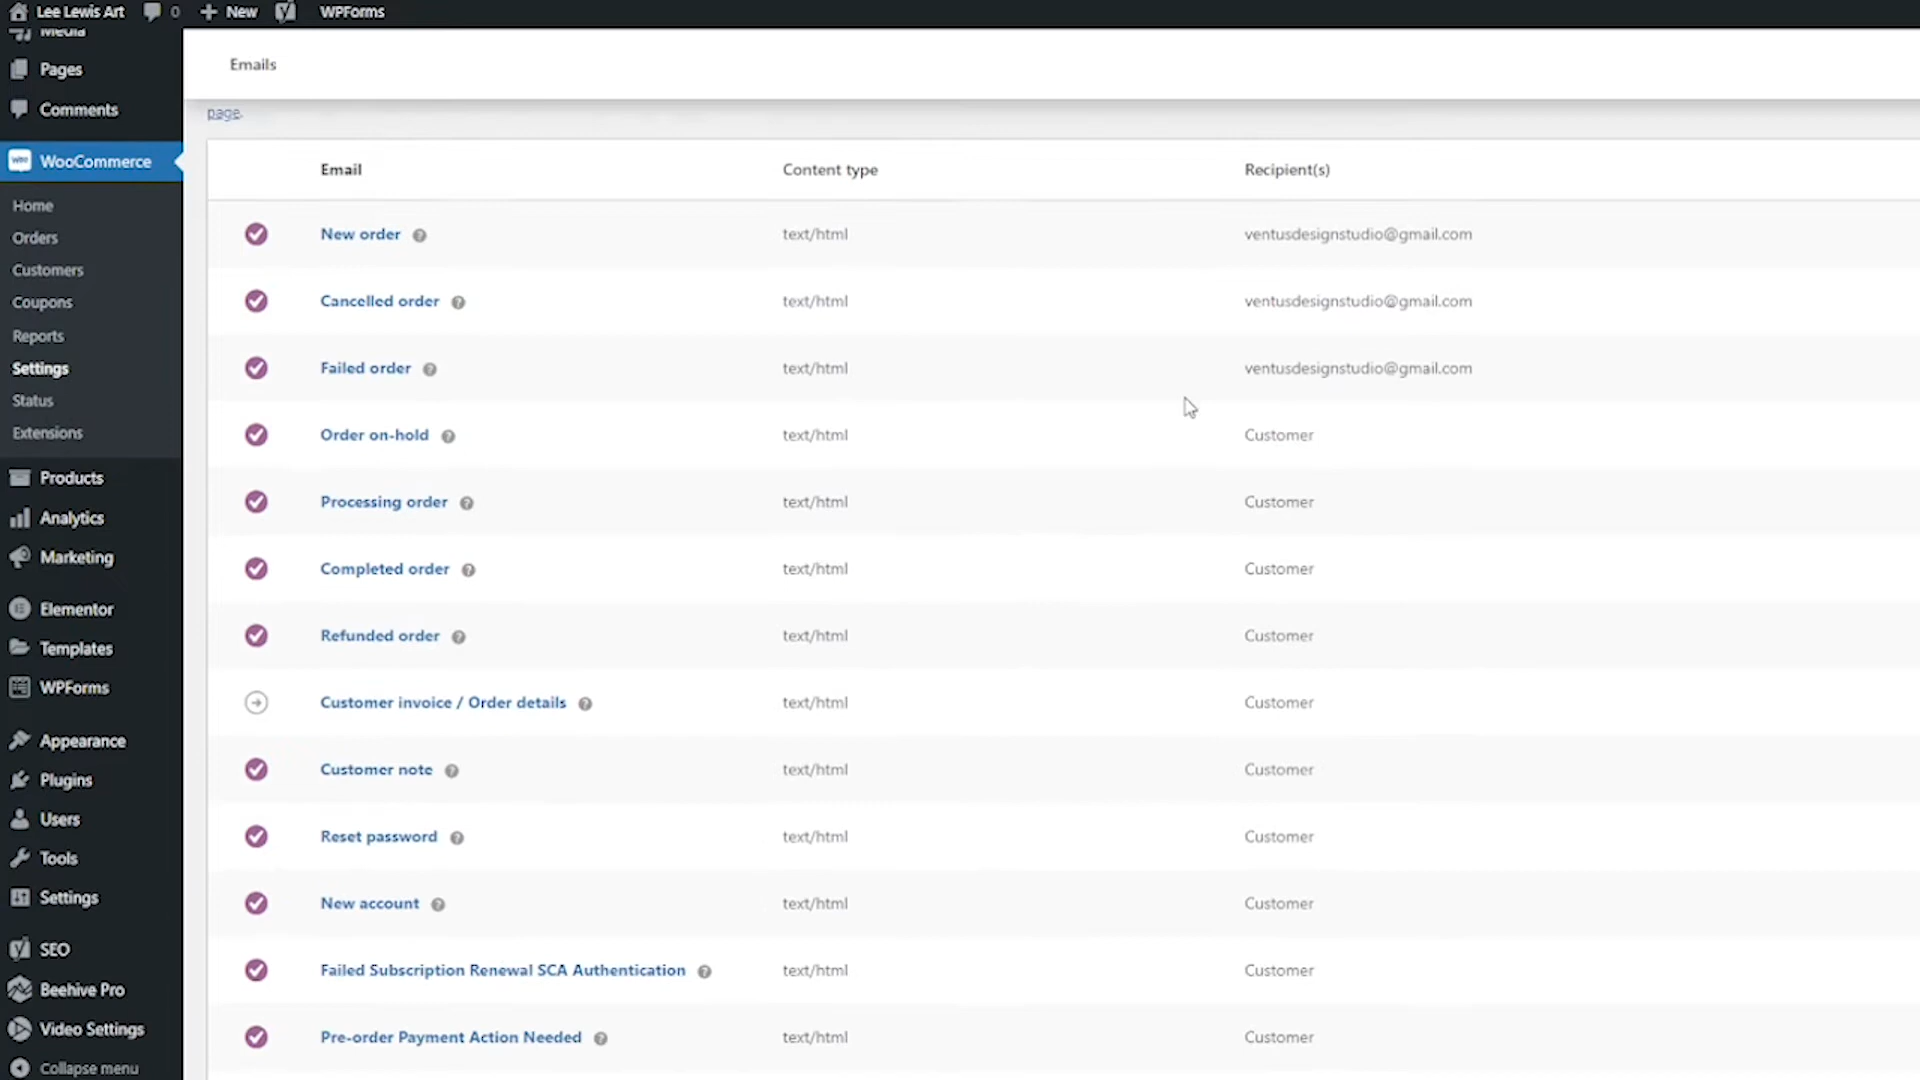 Lee Lewis Art 0 New WPForms
Media
Pages
Comments
WooCommerce
Home
Orders
Customers
Coupons
Reports
Settings
Status
Extensions
Products
Analytics
Marketing
Elementor
Templates
WPForms
Appearance
Plugins
Users
Tools
Settings
SEO
Beehive Pro
Video Settings
Collapse menu
Emails
page.
Email Content type Recipient(s)
New order text/html ventusdesignstudio@gmail.com
Cancelled order text/html ventusdesignstudio@gmail.com
Failed order text/html ventusdesignstudio@gmail.com
Order on-hold text/html Customer
Processing order text/html Customer
Completed order text/html Customer
Refunded order text/html Customer
Customer invoice / Order details text/html Customer
Customer note text/html Customer
Reset password text/html Customer
New account text/html Customer
Failed Subscription Renewal SCA Authentication text/html Customer
Pre-order Payment Action Needed text/html Customer